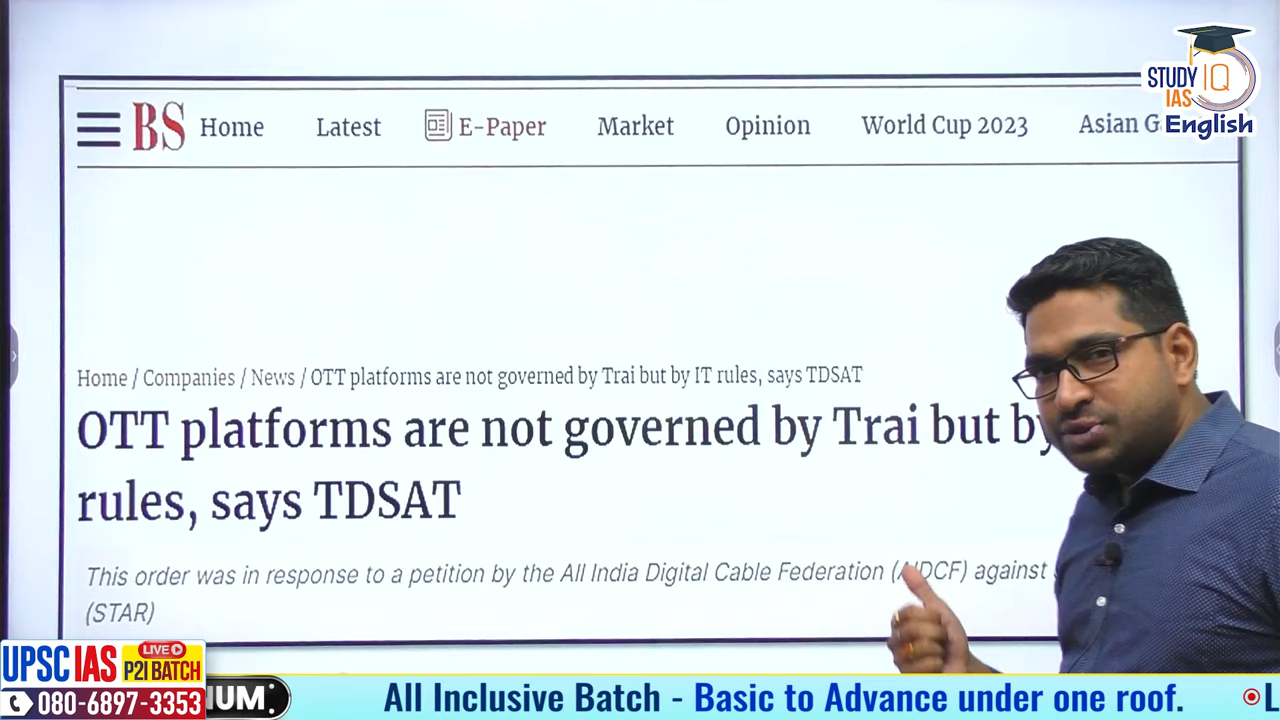 STUDY IQ
IAS
English
BS Home Latest E-Paper Market Opinion World Cup 2023 Asian G
Home / Companies / News / OTT platforms are not governed by Trai but by IT rules, says TDSAT
OTT platforms are not governed by Trai but by
rules, says TDSAT
This order was in response to a petition by the All India Digital Cable Federation (AIDCF) against
(STAR)
UPSC IAS LIVE
P2I BATCH
080-6897-3353
NUM. All Inclusive Batch - Basic to Advance under one roof. L